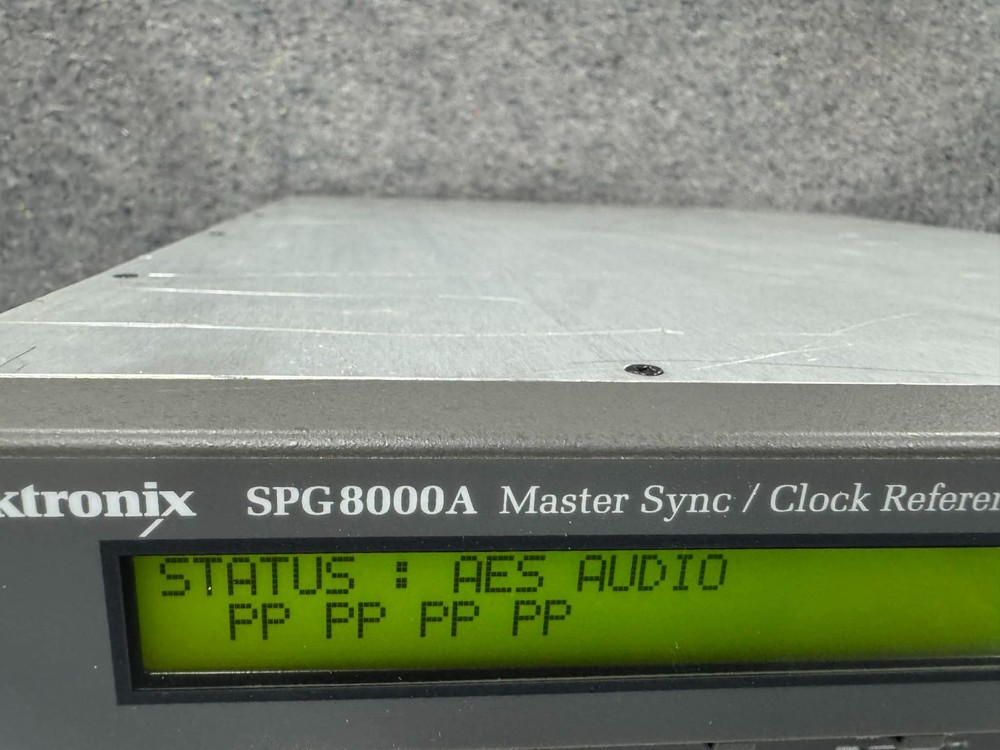 ktronix SPG8000A Master Sync / Clock Referen
STATUS : AES AUDIO
PP PP PP PP